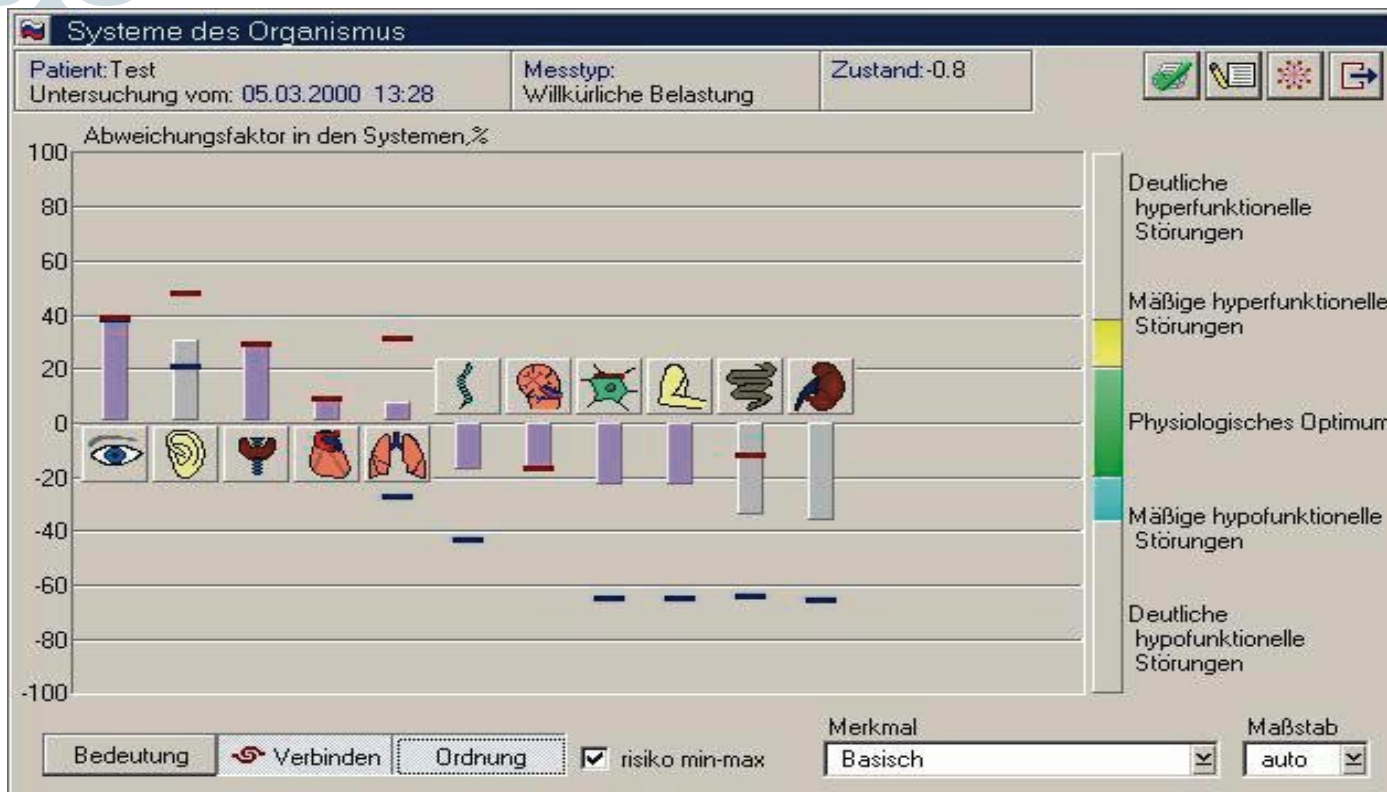 Systeme des Organismus
Patient:Test
Untersuchung vom: 05.03.2000 13:28
Messtyp:
Willkürliche Belastung
Zustand:-0.8
Abweichungsfaktor in den Systemen,%
100
80
60
40
20
0
-20
-40
-60
-80
-100
Deutliche
hyperfunktionelle
Störungen
Mäßige hyperfunktionelle
Störungen
Physiologisches Optimum
Mäßige hypofunktionelle
Störungen
Deutliche
hypofunktionelle
Störungen
Bedeutung
Verbinden
Ordnung
risiko min-max
Merkmal
Basisch
Maßstab
auto